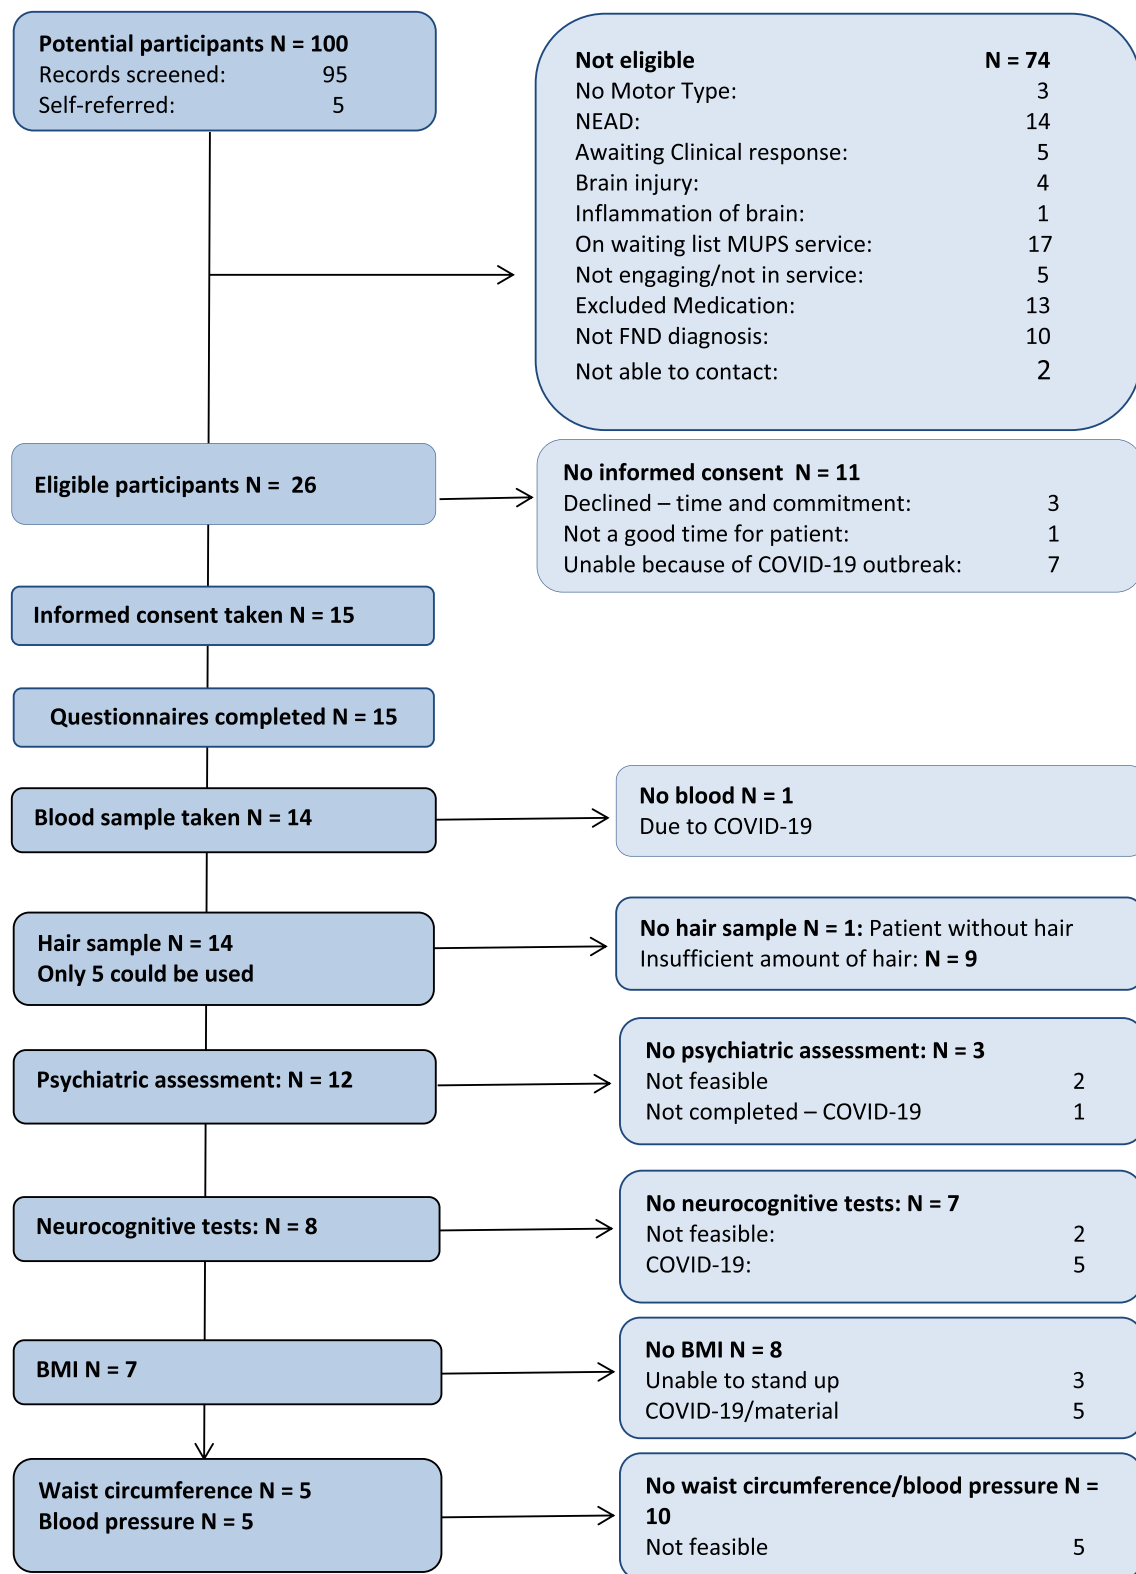 Potential participants N = 100
Records screened: 95
Self-referred: 5
Not eligible N = 74
No Motor Type: 3
NEAD: 14
Awaiting Clinical response: 5
Brain injury: 4
Inflammation of brain: 1
On waiting list MUPS service: 17
Not engaging/not in service: 5
Excluded Medication: 13
Not FND diagnosis: 10
Not able to contact: 2
Eligible participants N = 26
No informed consent N = 11
Declined – time and commitment: 3
Not a good time for patient: 1
Unable because of COVID-19 outbreak: 7
Informed consent taken N = 15
Questionnaires completed N = 15
Blood sample taken N = 14
No blood N = 1
Due to COVID-19
Hair sample N = 14
Only 5 could be used
No hair sample N = 1: Patient without hair
Insufficient amount of hair: N = 9
Psychiatric assessment: N = 12
No psychiatric assessment: N = 3
Not feasible 2
Not completed – COVID-19 1
Neurocognitive tests: N = 8
No neurocognitive tests: N = 7
Not feasible: 2
COVID-19: 5
BMI N = 7
No BMI N = 8
Unable to stand up 3
COVID-19/material 5
Waist circumference N = 5
Blood pressure N = 5
No waist circumference/blood pressure N =
10
Not feasible 5